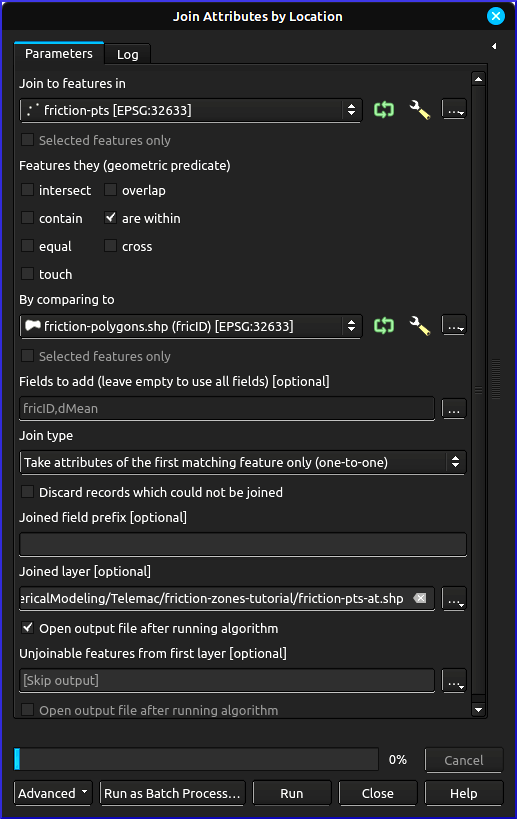 Join Attributes by Location
Parameters
Log
Join to features in
friction-pts [EPSG:32633]
...
Selected features only
Features they (geometric predicate)
intersect
overlap
contain
are within
equal
cross
touch
By comparing to
friction-polygons.shp (fricID) [EPSG:32633]
...
Selected features only
Fields to add (leave empty to use all fields) [optional]
fricID,dMean
...
Join type
Take attributes of the first matching feature only (one-to-one)
Discard records which could not be joined
Joined field prefix [optional]
Joined layer [optional]
ericalModeling/Telemac/friction-zones-tutorial/friction-pts-at.shp
...
Open output file after running algorithm
Unjoinable features from first layer [optional]
[Skip output]
...
Open output file after running algorithm
0%
Cancel
Advanced
Run as Batch Process...
Run
Close
Help